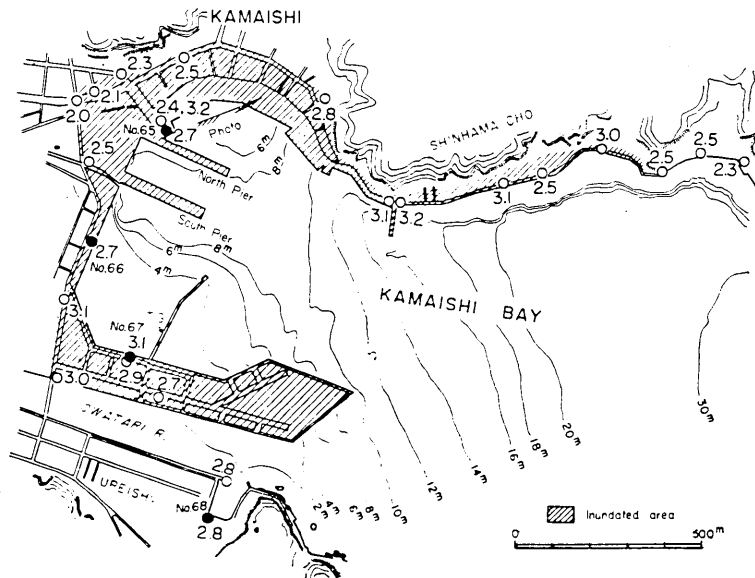 KAMAISHI
2.3
2.5
2.1
2.0
2.4, 3.2
2.8
No.65
2.7
Photo
6m
8m
SHINHAMA CHO
3.0
2.5
2.5
2.3
2.5
North Pier
South Pier
3.1
3.2
3.1
2.5
2.7
No.66
8m
6m
4m
KAMAISHI BAY
3.1
No.67
3.1
2.9
3.0
2.7
OWATARI R.
30m
20m
18m
16m
14m
12m
10m
8m
6m
4m
2m
0
2.8
UREISHI
No.68
2.8
Inundated area
0
500m